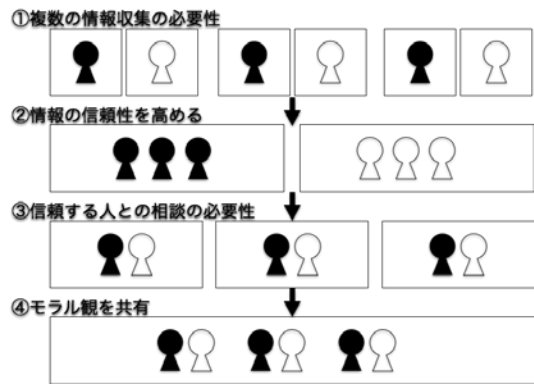 ①複数の情報収集の必要性
②情報の信頼性を高める
③信頼する人との相談の必要性
④モラル観を共有